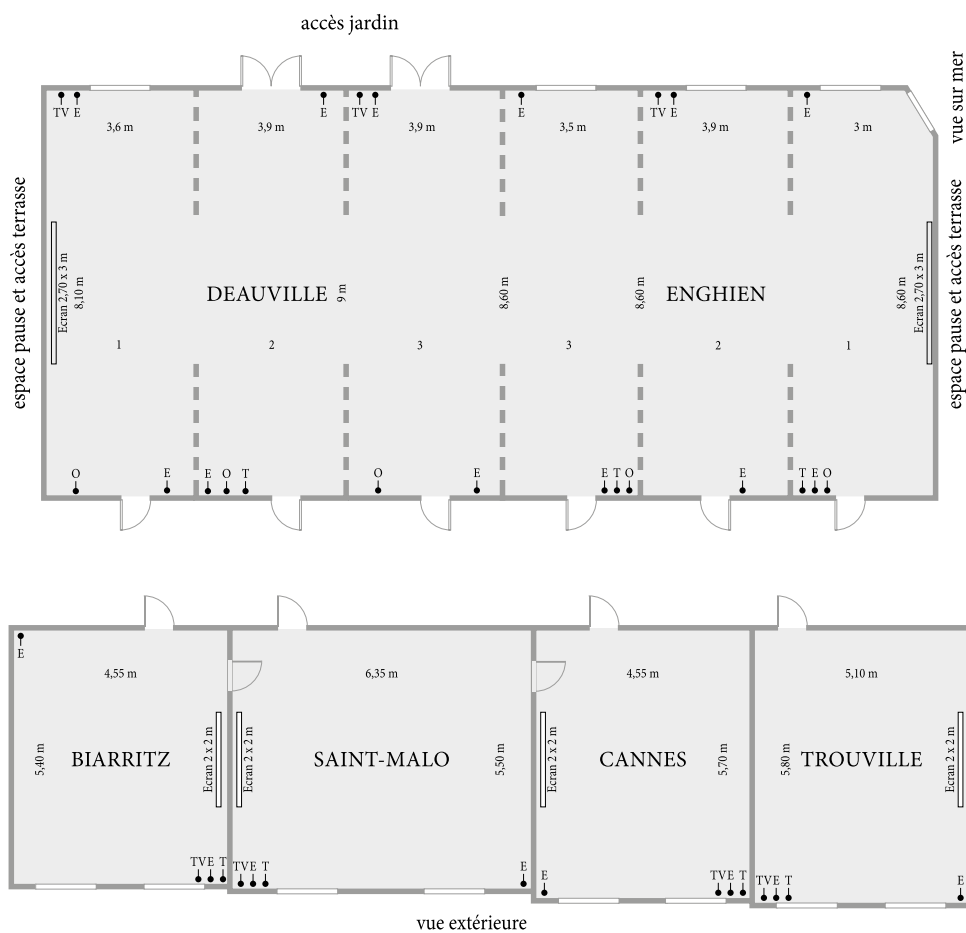 accès jardin
vue sur mer
TV E
E
TV E
E
TV E
E
3,6 m
3,9 m
3,9 m
3,5 m
3,9 m
3 m
espace pause et accès terrasse
espace pause et accès terrasse
Ecran 2,70 x 3 m
8,10 m
DEAUVILLE
9 m
8,60 m
8,60 m
ENGHIEN
8,60 m
Ecran 2,70 x 3 m
1
2
3
3
2
1
O
E
E O T
O
E
E T O
E
T E O
E
4,55 m
6,35 m
4,55 m
5,10 m
5,40 m
BIARRITZ
Ecran 2 x 2 m
Ecran 2 x 2 m
SAINT-MALO
5,50 m
Ecran 2 x 2 m
CANNES
5,70 m
5,80 m
TROUVILLE
Ecran 2 x 2 m
TV E T
TV E T
E
E
TV E T
TV E T
E
vue extérieure